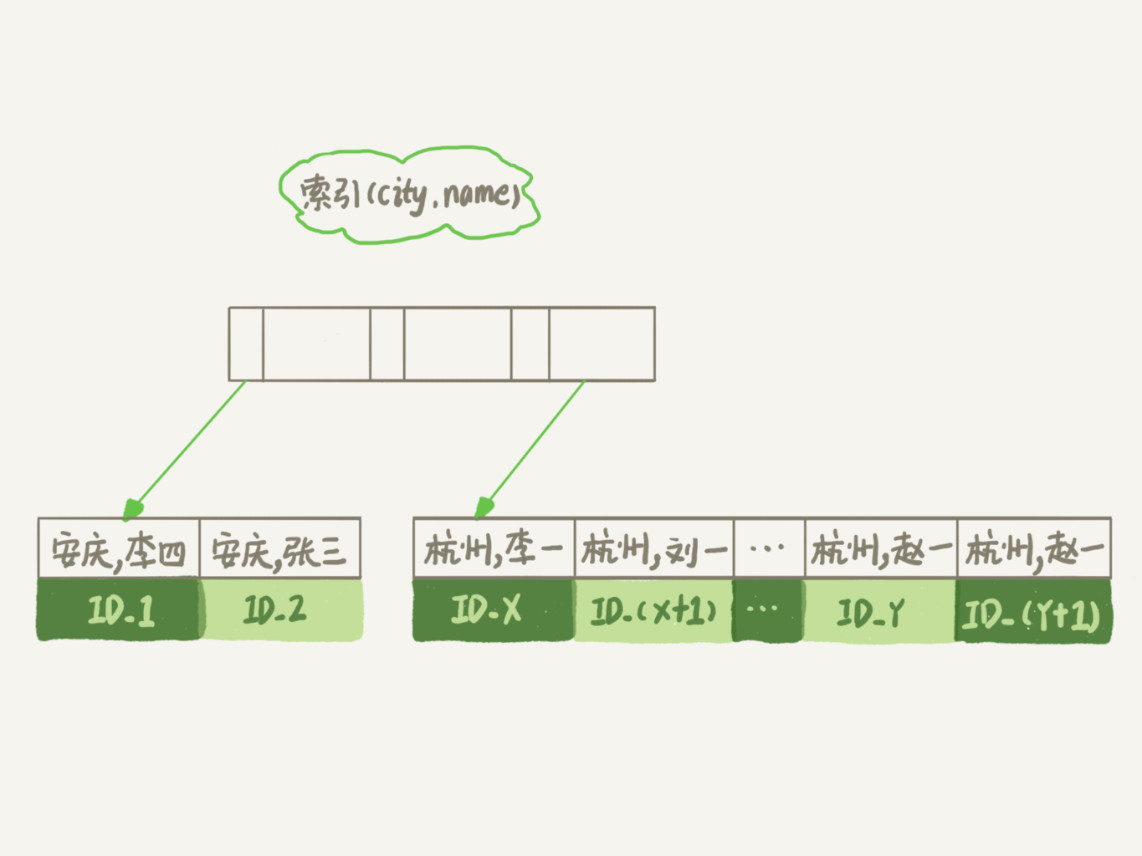 索引(city,name)
安庆,李四 安庆,张三 杭州,李一 杭州,刘一 ... 杭州,赵一 杭州,赵一
ID_1 ID_2 ID_X ID_(X+1) ... ID_Y ID_(Y+1)